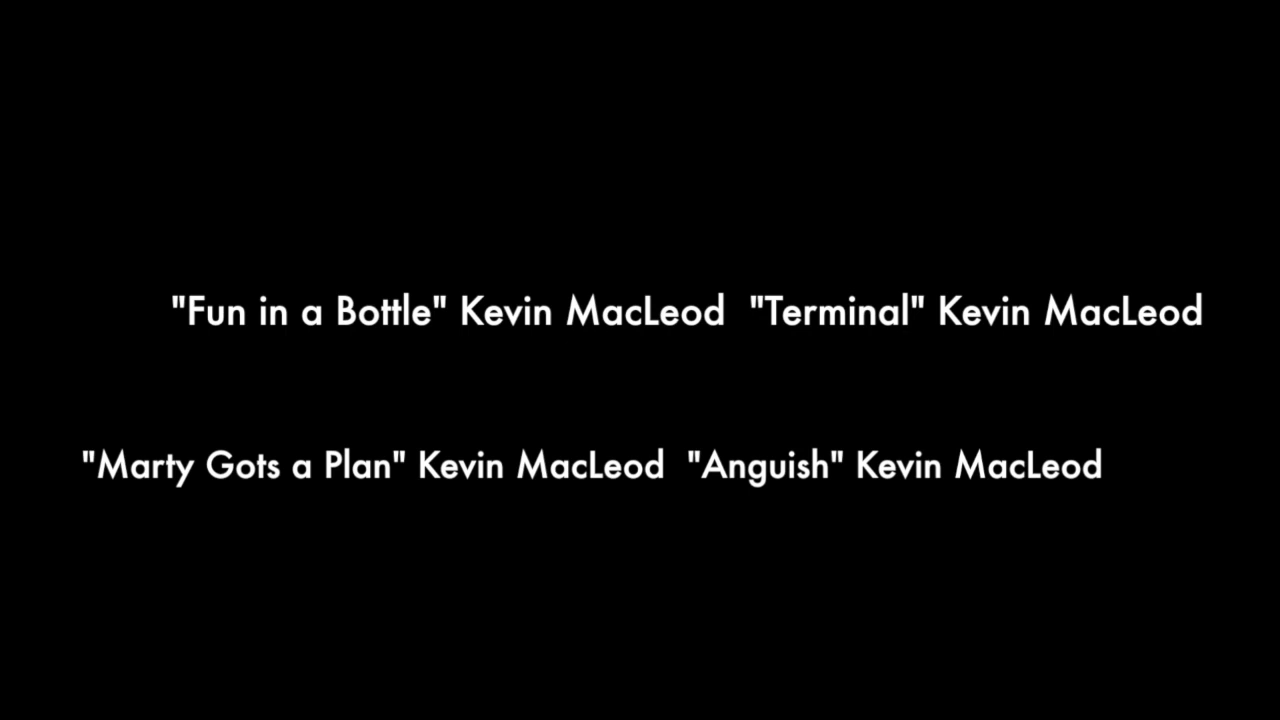 "Fun in a Bottle" Kevin MacLeod  "Terminal" Kevin MacLeod
"Marty Gots a Plan" Kevin MacLeod  "Anguish" Kevin MacLeod